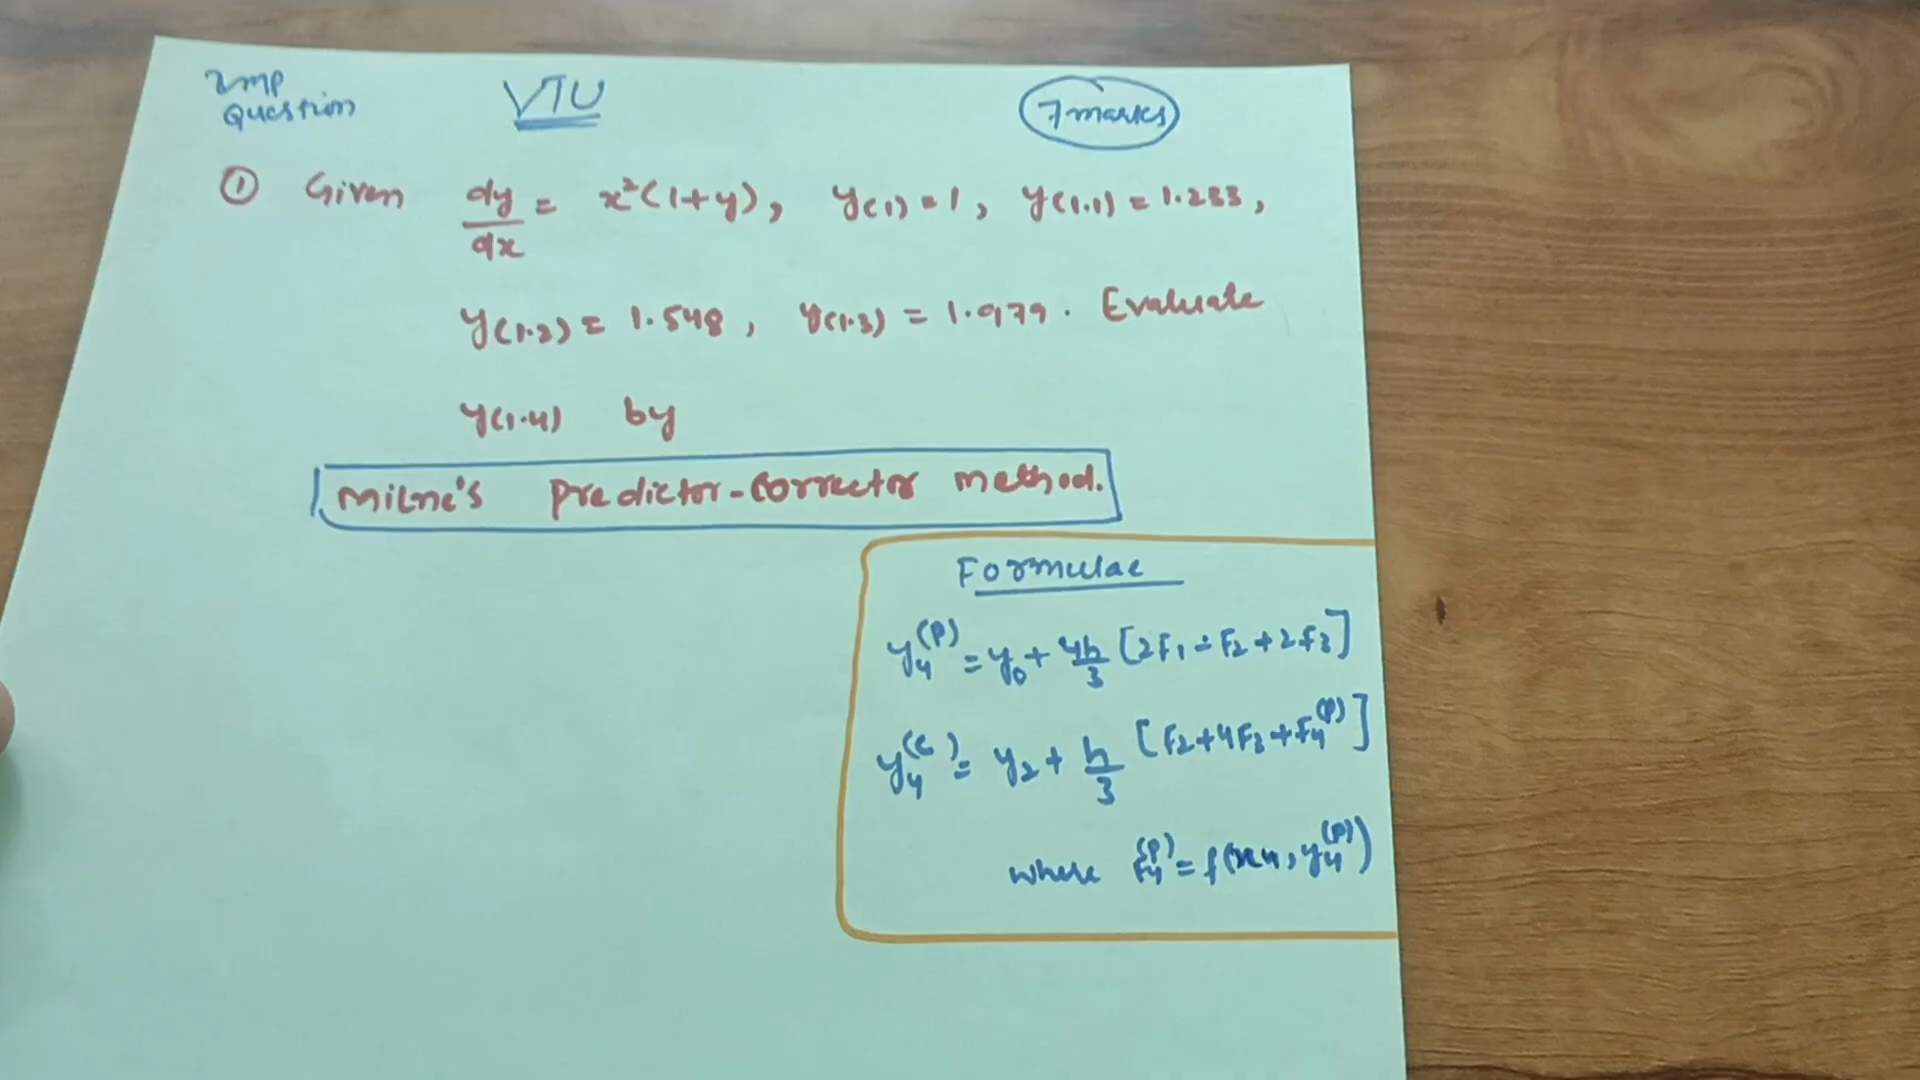 Imp VTU 7 marks
Question
① Given dy/dx = x²(1+y), y(1) = 1, y(1.1) = 1.233,
y(1.2) = 1.548, y(1.3) = 1.979. Evaluate
y(1.4) by
Milne's predictor-corrector method.
Formulae
y₄⁽ᴾ⁾ = y₀ + 4h/3 [2F₁ - F₂ + 2F₃]
y₄⁽ᶜ⁾ = y₂ + h/3 [F₂ + 4F₃ + F₄⁽ᴾ⁾]
where F₄⁽ᴾ⁾ = f(x₄, y₄⁽ᴾ⁾)